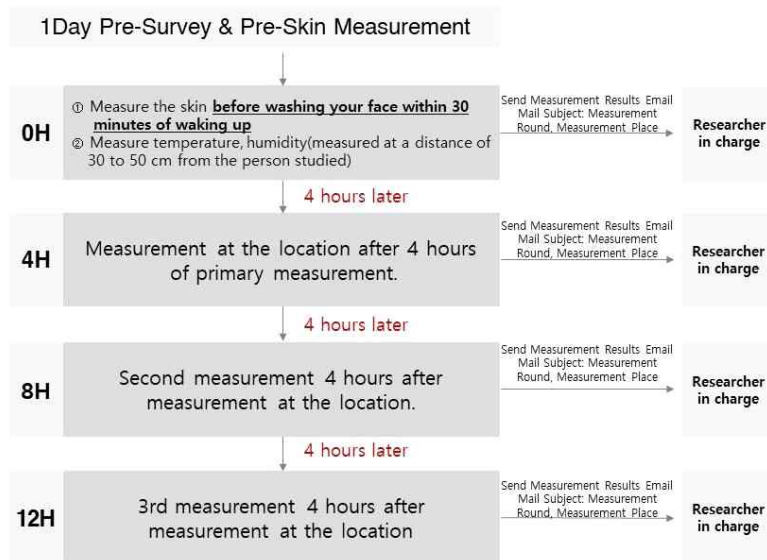 1Day Pre-Survey & Pre-Skin Measurement
0H
① Measure the skin before washing your face within 30
minutes of waking up
② Measure temperature, humidity(measured at a distance of
30 to 50 cm from the person studied)
Send Measurement Results Email
Mail Subject: Measurement
Round, Measurement Place
Researcher
in charge
4 hours later
4H
Measurement at the location after 4 hours
of primary measurement.
Send Measurement Results Email
Mail Subject: Measurement
Round, Measurement Place
Researcher
in charge
4 hours later
8H
Second measurement 4 hours after
measurement at the location.
Send Measurement Results Email
Mail Subject: Measurement
Round, Measurement Place
Researcher
in charge
4 hours later
12H
3rd measurement 4 hours after
measurement at the location
Send Measurement Results Email
Mail Subject: Measurement
Round, Measurement Place
Researcher
in charge